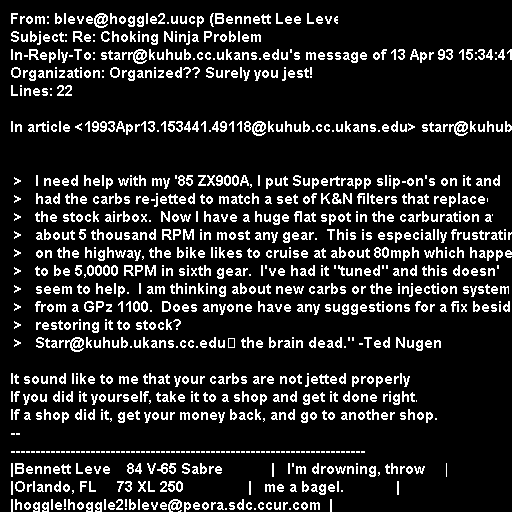 From: bleve@hoggle2.uucp (Bennett Lee Leve
Subject: Re: Choking Ninja Problem
In-Reply-To: starr@kuhub.cc.ukans.edu's message of 13 Apr 93 15:34:41
Organization: Organized?? Surely you jest!
Lines: 22

In article <1993Apr13.153441.49118@kuhub.cc.ukans.edu> starr@kuhub

> I need help with my '85 ZX900A, I put Supertrapp slip-on's on it and
> had the carbs re-jetted to match a set of K&N filters that replace
> the stock airbox. Now I have a huge flat spot in the carburation a
> about 5 thousand RPM in most any gear. This is especially frustratin
> on the highway, the bike likes to cruise at about 80mph which happe
> to be 5,0000 RPM in sixth gear. I've had it "tuned" and this doesn'
> seem to help. I am thinking about new carbs or the injection system
> from a GPz 1100. Does anyone have any suggestions for a fix besid
> restoring it to stock?
> Starr@kuhub.ukans.cc.edu▯ the brain dead." -Ted Nugen

It sound like to me that your carbs are not jetted properly
If you did it yourself, take it to a shop and get it done right.
If a shop did it, get your money back, and go to another shop.
--
-----------------------------------------------------------------------
|Bennett Leve 84 V-65 Sabre | I'm drowning, throw |
|Orlando, FL 73 XL 250 | me a bagel. |
|hoggle!hoggle2!bleve@peora.sdc.ccur.com |